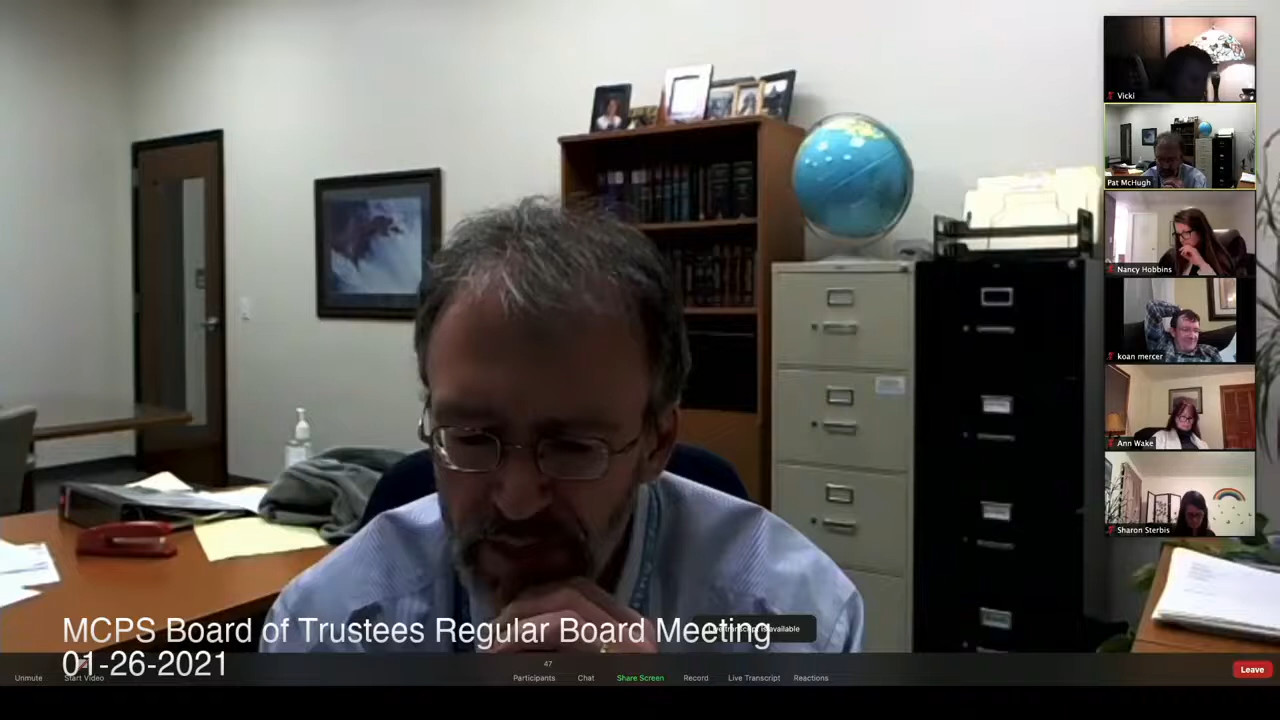 Vicki
Pat McHugh
Nancy Hobbins
koan mercer
Ann Wake
Sharon Sterbis
MCPS Board of Trustees Regular Board Meeting
01-26-2021
available
47
Unmute
Start Video
Participants
Chat
Share Screen
Record
Live Transcript
Reactions
Leave